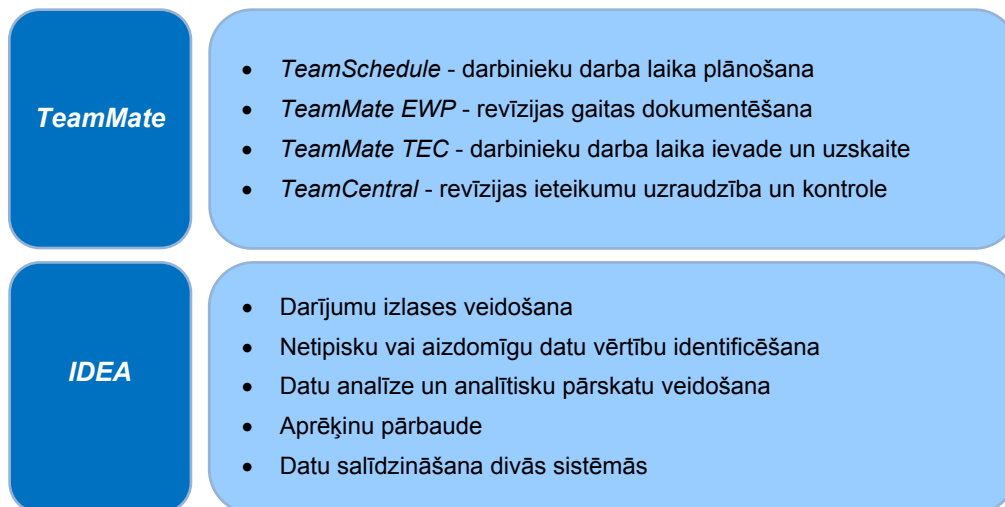 TeamMate
• TeamSchedule - darbinieku darba laika plānošana
• TeamMate EWP - revīzijas gaitas dokumentēšana
• TeamMate TEC - darbinieku darba laika ievade un uzskaite
• TeamCentral - revīzijas ieteikumu uzraudzība un kontrole
IDEA
• Darījumu izlases veidošana
• Netipisku vai aizdomīgu datu vērtību identificēšana
• Datu analīze un analītisku pārskatu veidošana
• Aprēķinu pārbaude
• Datu salīdzināšana divās sistēmās